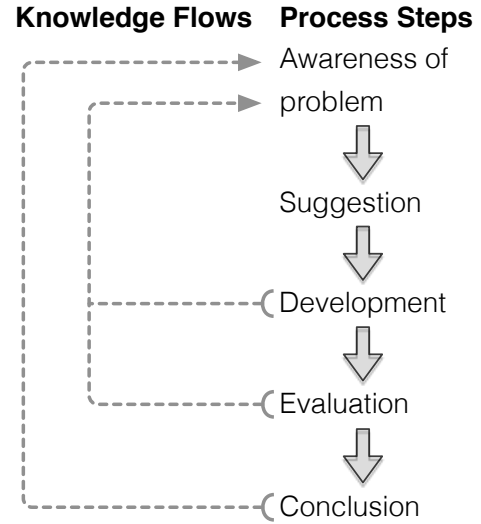 Knowledge Flows Process Steps
Awareness of
problem
Suggestion
Development
Evaluation
Conclusion